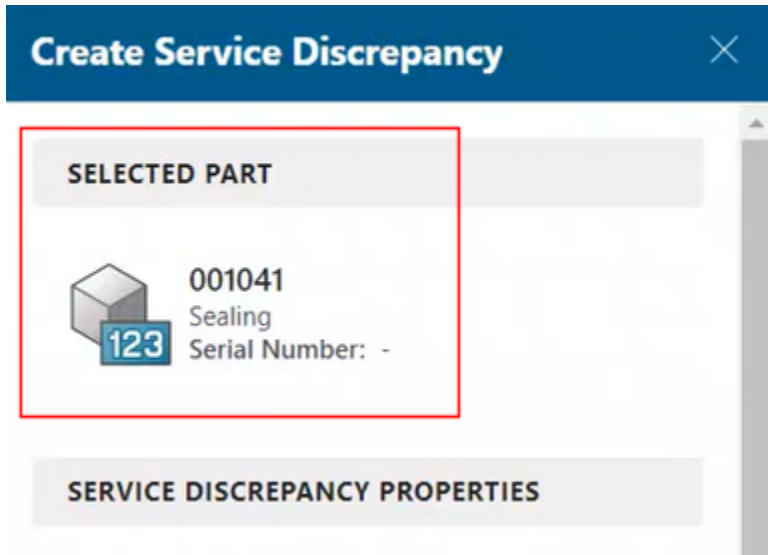 Create Service Discrepancy
SELECTED PART
001041
Sealing
123
Serial Number: -
SERVICE DISCREPANCY PROPERTIES